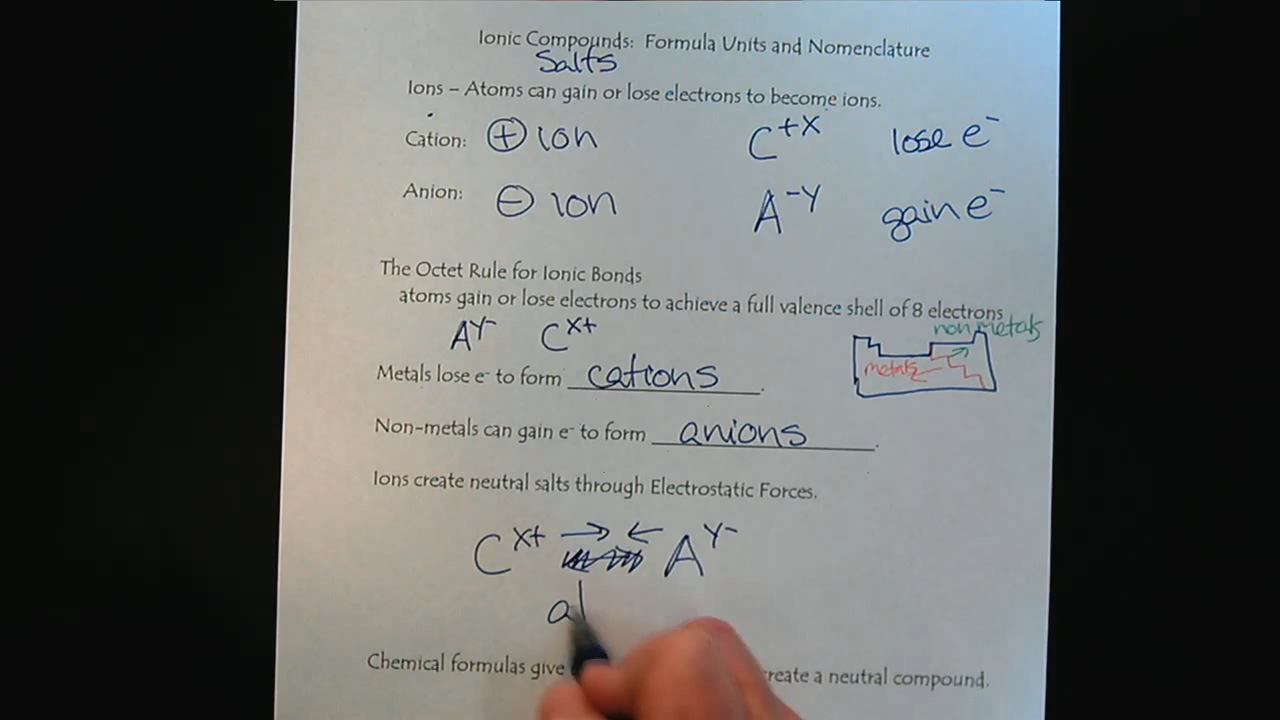 Ionic Compounds: Formula Units and Nomenclature
Salts
Ions – Atoms can gain or lose electrons to become ions.
Cation: ⊕ ion C⁺ˣ lose e⁻
Anion: ⊖ ion A⁻ʸ gain e⁻
The Octet Rule for Ionic Bonds
atoms gain or lose electrons to achieve a full valence shell of 8 electrons
non metals
Aʸ⁻ Cˣ⁺
metals
Metals lose e⁻ to form cations.
Non-metals can gain e⁻ to form anions.
Ions create neutral salts through Electrostatic Forces.
Cˣ⁺ → ← Aʸ⁻
Chemical formulas give create a neutral compound.